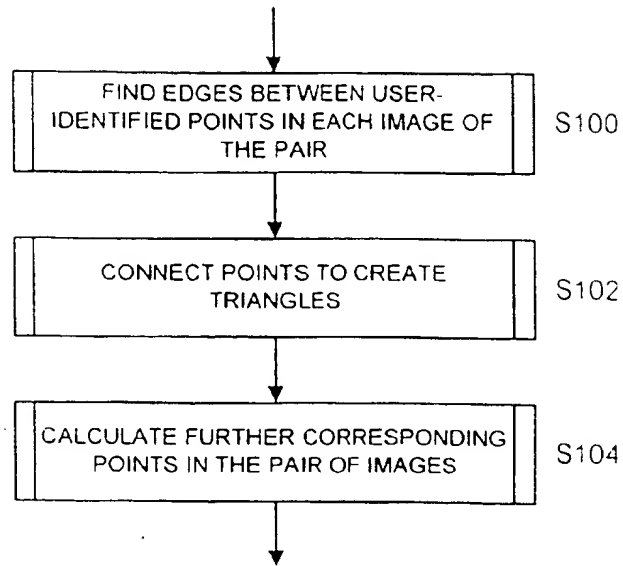 FIND EDGES BETWEEN USER-
IDENTIFIED POINTS IN EACH IMAGE OF
THE PAIR
S100
CONNECT POINTS TO CREATE
TRIANGLES
S102
CALCULATE FURTHER CORRESPONDING
POINTS IN THE PAIR OF IMAGES
S104